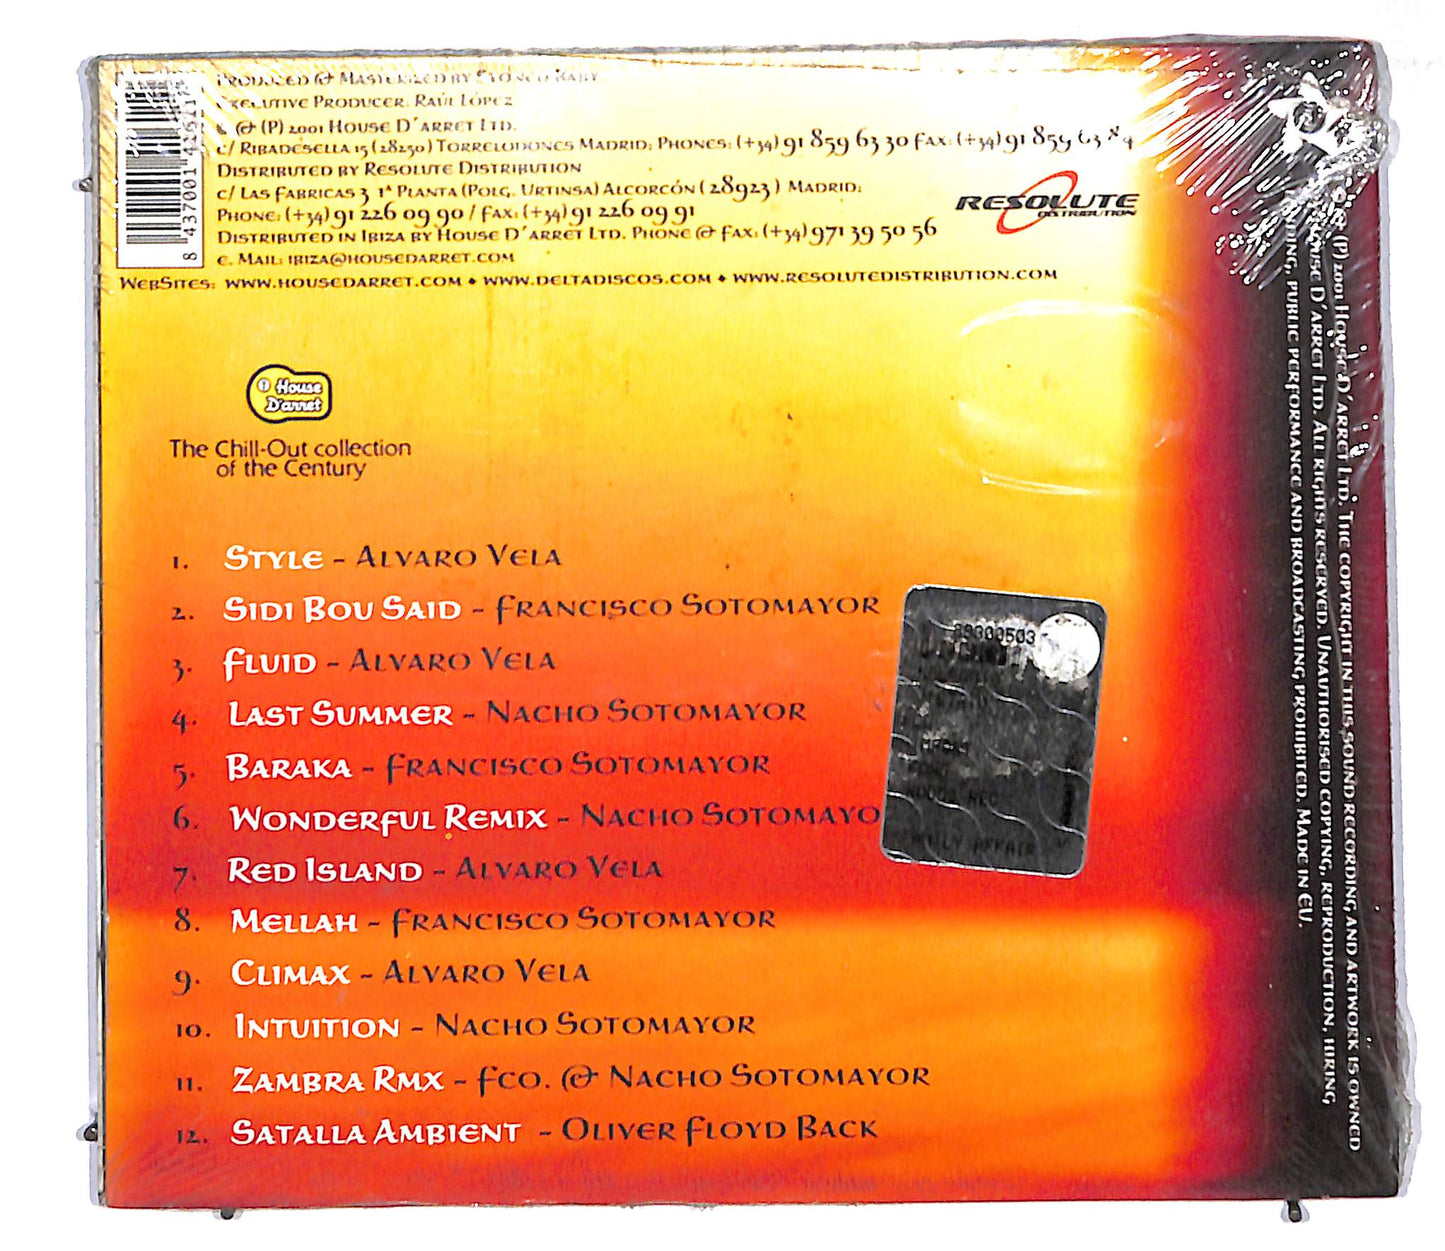 Produced & Masterized by
Executive Producer: Raúl López
& (P) 2001 House D´arret Ltd.
c/ Ribadesella 15 (28250) Torrelodones Madrid; Phones: (+34) 91 859 63 30 Fax: (+34) 91 859 63 84
Distributed by Resolute Distribution
c/ Las Fabricas 3 1ª Planta (Polg. Urtinsa) Alcorcón (28923) Madrid;
Phone: (+34) 91 226 09 90 / Fax: (+34) 91 226 09 91
Distributed in Ibiza by House D´arret Ltd. Phone & Fax: (+34) 971 39 50 56
e. Mail: ibiza@housedarret.com
WebSites: www.housedarret.com • www.deltadiscos.com • www.resolutedistribution.com
8 437001
RESOLUTE
DISTRIBUTION
House
D'arret
The Chill-Out collection
of the Century
1. Style - Alvaro Vela
2. Sidi Bou Said - Francisco Sotomayor
3. Fluid - Alvaro Vela
4. Last Summer - Nacho Sotomayor
5. Baraka - Francisco Sotomayor
6. Wonderful Remix - Nacho Sotomayo
7. Red Island - Alvaro Vela
8. Mellah - Francisco Sotomayor
9. Climax - Alvaro Vela
10. Intuition - Nacho Sotomayor
11. Zambra Rmx - Fco. & Nacho Sotomayor
12. Satalla Ambient - Oliver Floyd Back
(P) 2001 House D´arret Ltd. The copyright in this sound recording and artwork is owned
House D´arret Ltd. All rights reserved. Unauthorised copying, reproduction, hiring
public performance and broadcasting prohibited. Made in EU.